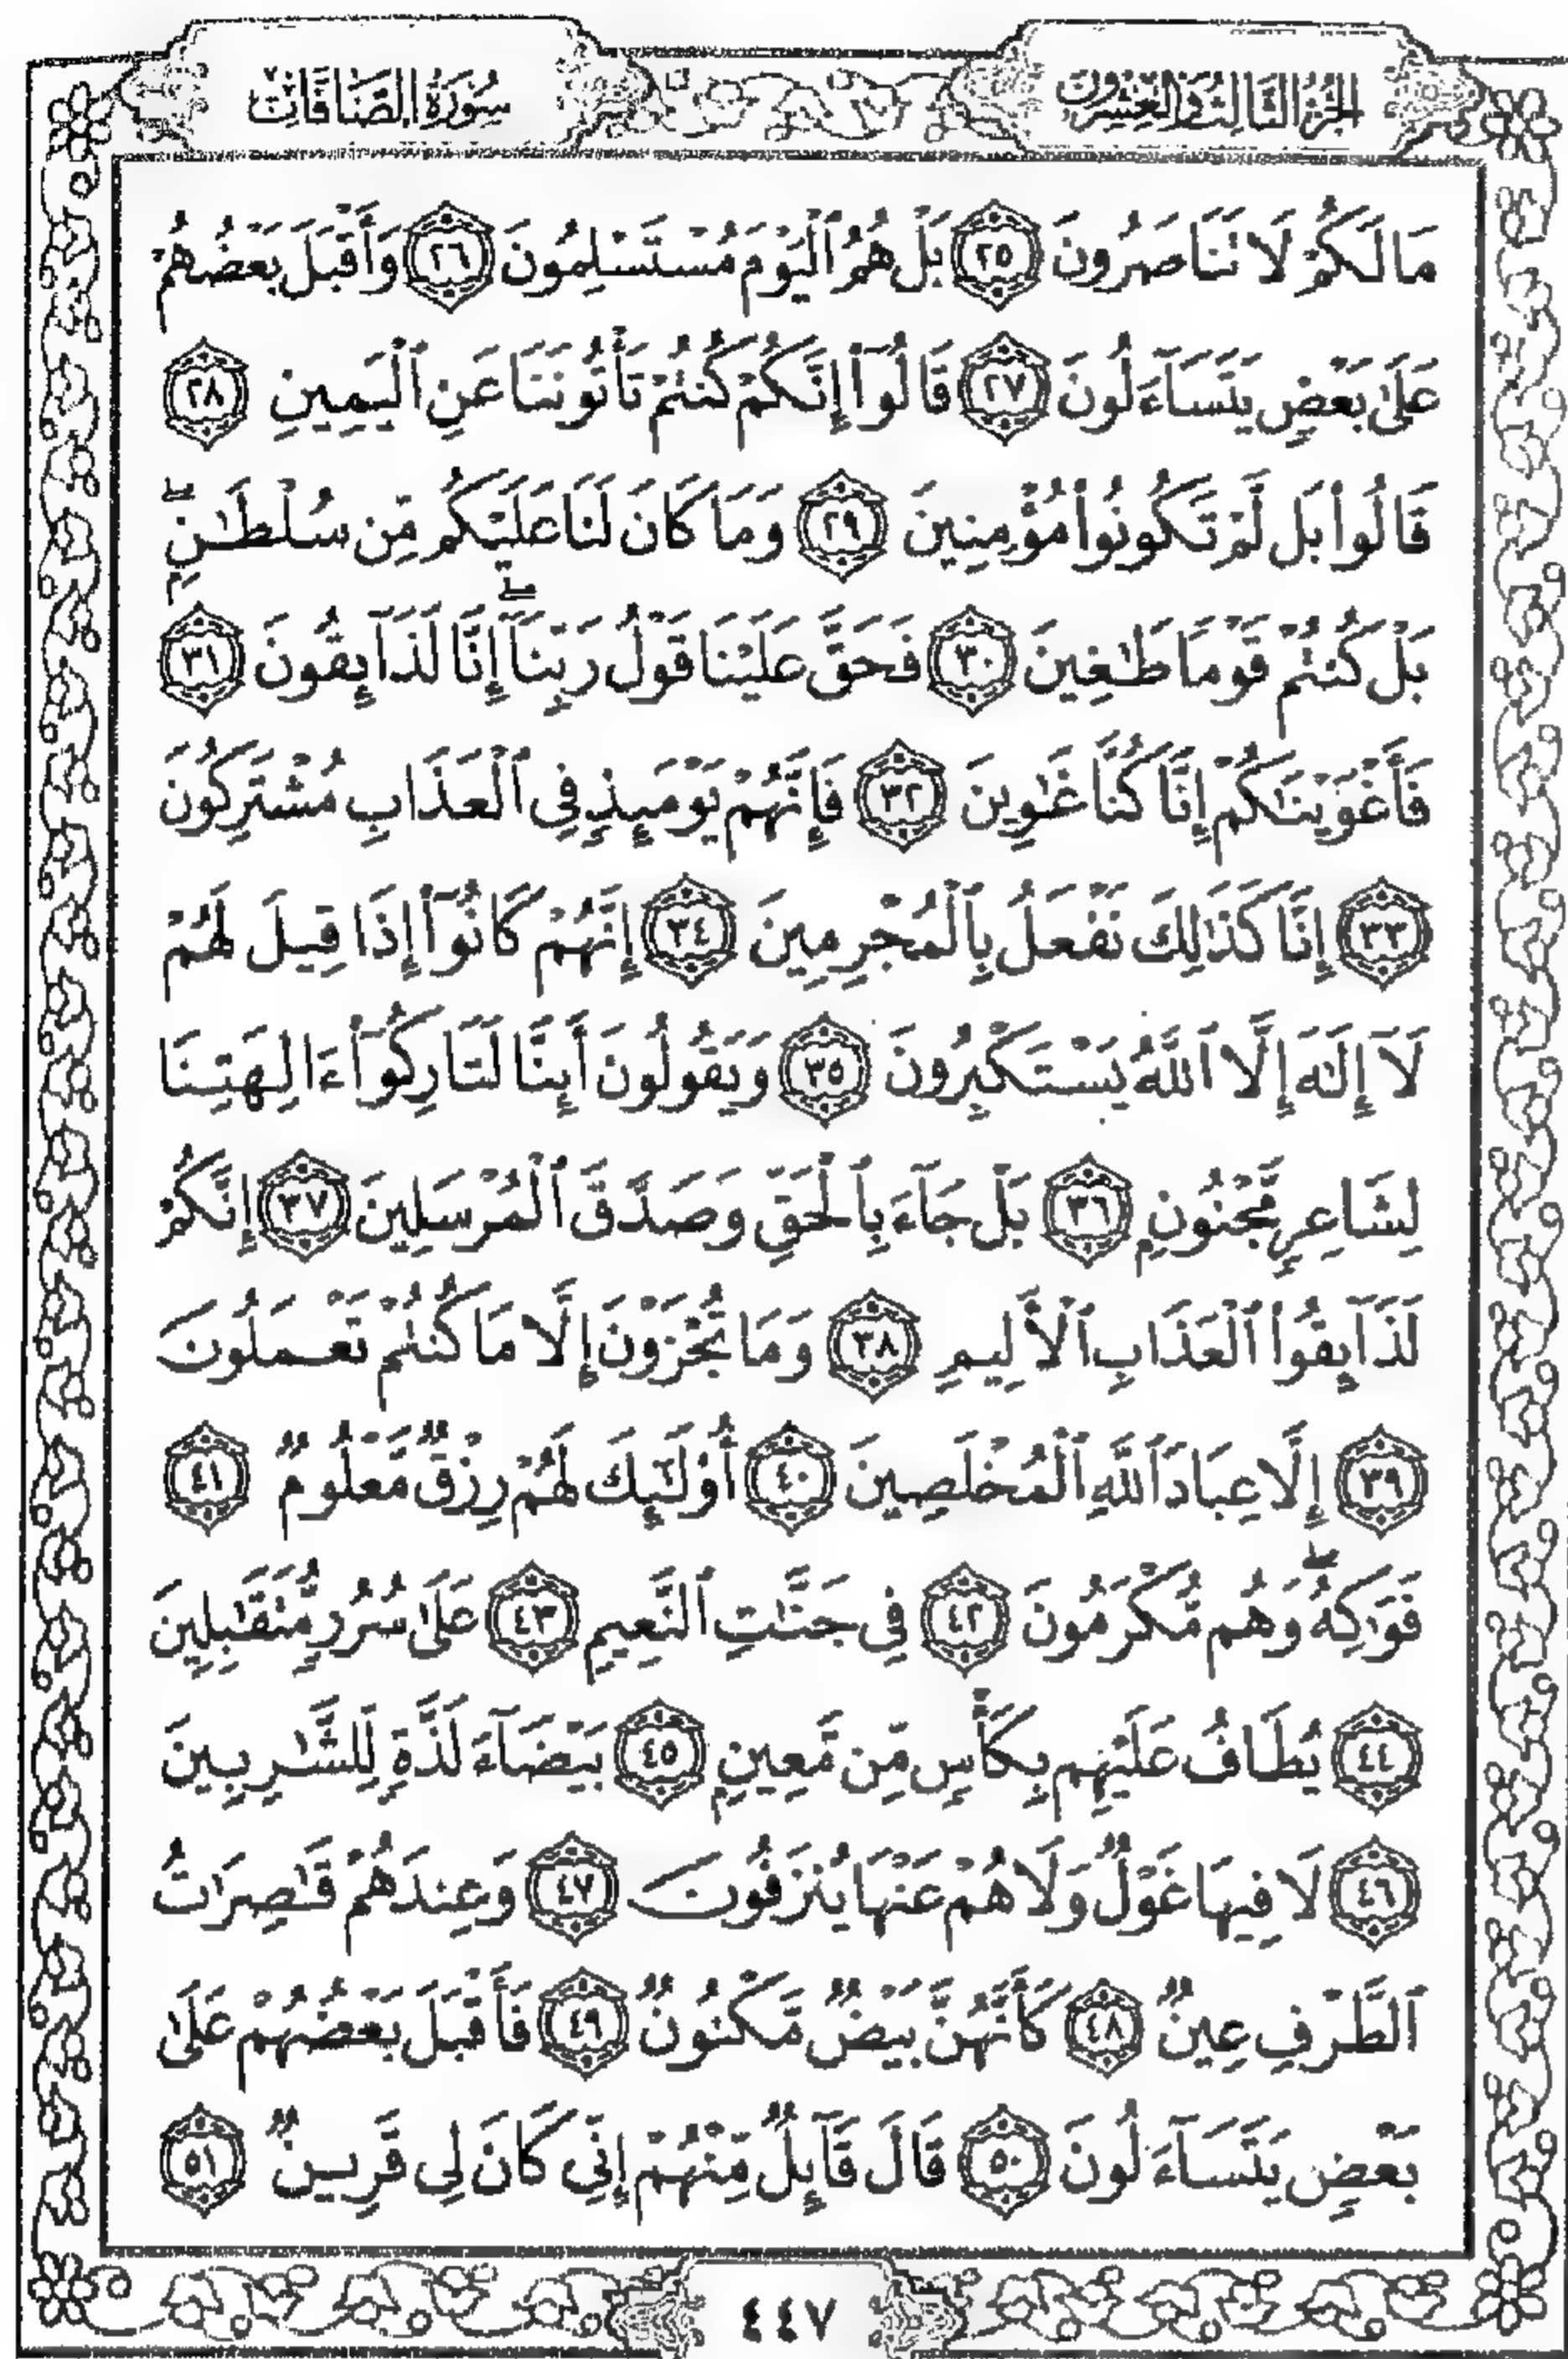 الجزء الثالث والعشرون
سورة الصافات
مَا لَكُمْ لَا تَنَاصَرُونَ ٢٥ بَلْ هُمُ ٱلْيَوْمَ مُسْتَسْلِمُونَ ٢٦ وَأَقْبَلَ بَعْضُهُمْ
عَلَىٰ بَعْضٍ يَتَسَآءَلُونَ ٢٧ قَالُوٓا۟ إِنَّكُمْ كُنتُمْ تَأْتُونَنَا عَنِ ٱلْيَمِينِ ٢٨
قَالُوا۟ بَل لَّمْ تَكُونُوا۟ مُؤْمِنِينَ ٢٩ وَمَا كَانَ لَنَا عَلَيْكُم مِّن سُلْطَـٰنٍۭ ۖ
بَلْ كُنتُمْ قَوْمًا طَـٰغِينَ ٣٠ فَحَقَّ عَلَيْنَا قَوْلُ رَبِّنَآ ۖ إِنَّا لَذَآئِقُونَ ٣١
فَأَغْوَيْنَـٰكُمْ إِنَّا كُنَّا غَـٰوِينَ ٣٢ فَإِنَّهُمْ يَوْمَئِذٍ فِى ٱلْعَذَابِ مُشْتَرِكُونَ
٣٣ إِنَّا كَذَٰلِكَ نَفْعَلُ بِٱلْمُجْرِمِينَ ٣٤ إِنَّهُمْ كَانُوٓا۟ إِذَا قِيلَ لَهُمْ
لَآ إِلَـٰهَ إِلَّا ٱللَّهُ يَسْتَكْبِرُونَ ٣٥ وَيَقُولُونَ أَئِنَّا لَتَارِكُوٓا۟ ءَالِهَتِنَا
لِشَاعِرٍ مَّجْنُونٍۭ ٣٦ بَلْ جَآءَ بِٱلْحَقِّ وَصَدَّقَ ٱلْمُرْسَلِينَ ٣٧ إِنَّكُمْ
لَذَآئِقُوا۟ ٱلْعَذَابِ ٱلْأَلِيمِ ٣٨ وَمَا تُجْزَوْنَ إِلَّا مَا كُنتُمْ تَعْمَلُونَ
٣٩ إِلَّا عِبَادَ ٱللَّهِ ٱلْمُخْلَصِينَ ٤٠ أُو۟لَـٰٓئِكَ لَهُمْ رِزْقٌ مَّعْلُومٌ ٤١
فَوَٰكِهُ ۖ وَهُم مُّكْرَمُونَ ٤٢ فِى جَنَّـٰتِ ٱلنَّعِيمِ ٤٣ عَلَىٰ سُرُرٍ مُّتَقَـٰبِلِينَ
٤٤ يُطَافُ عَلَيْهِم بِكَأْسٍ مِّن مَّعِينٍۭ ٤٥ بَيْضَآءَ لَذَّةٍ لِّلشَّـٰرِبِينَ
٤٦ لَا فِيهَا غَوْلٌ وَلَا هُمْ عَنْهَا يُنزَفُونَ ٤٧ وَعِندَهُمْ قَـٰصِرَٰتُ
ٱلطَّرْفِ عِينٌ ٤٨ كَأَنَّهُنَّ بَيْضٌ مَّكْنُونٌ ٤٩ فَأَقْبَلَ بَعْضُهُمْ عَلَىٰ
بَعْضٍ يَتَسَآءَلُونَ ٥٠ قَالَ قَآئِلٌ مِّنْهُمْ إِنِّى كَانَ لِى قَرِينٌ ٥١
٤٤٧